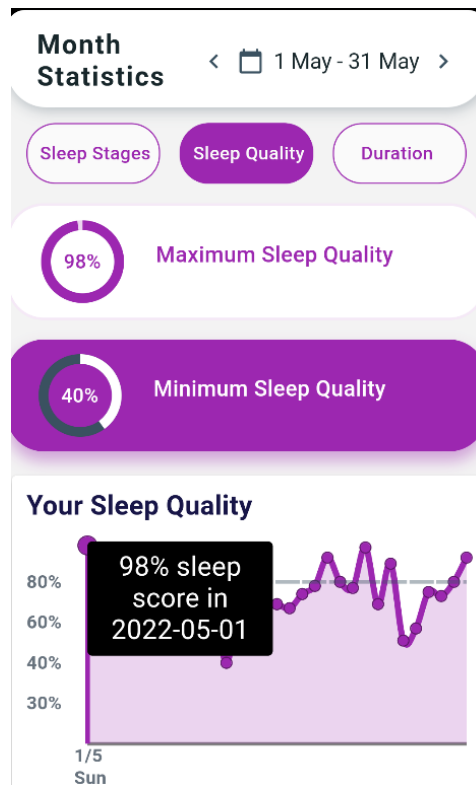 Month
Statistics
1 May - 31 May
Sleep Stages
Sleep Quality
Duration
98%
Maximum Sleep Quality
40%
Minimum Sleep Quality
Your Sleep Quality
98% sleep
score in
2022-05-01
80%
60%
40%
30%
1/5
Sun